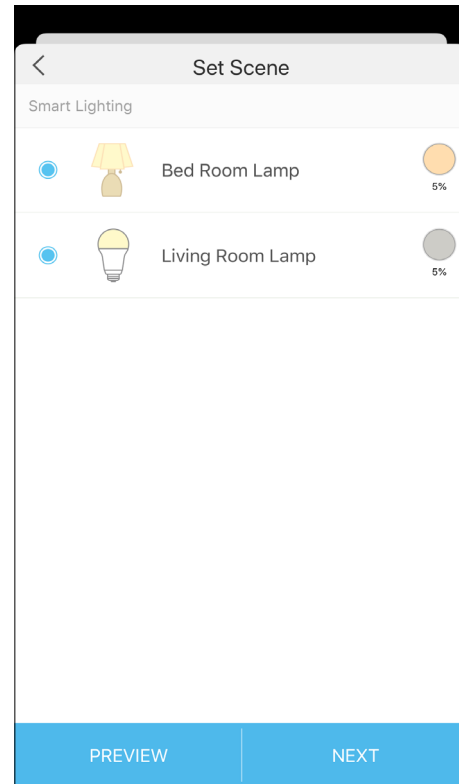 Set Scene
Smart Lighting
Bed Room Lamp
5%
Living Room Lamp
5%
PREVIEW NEXT